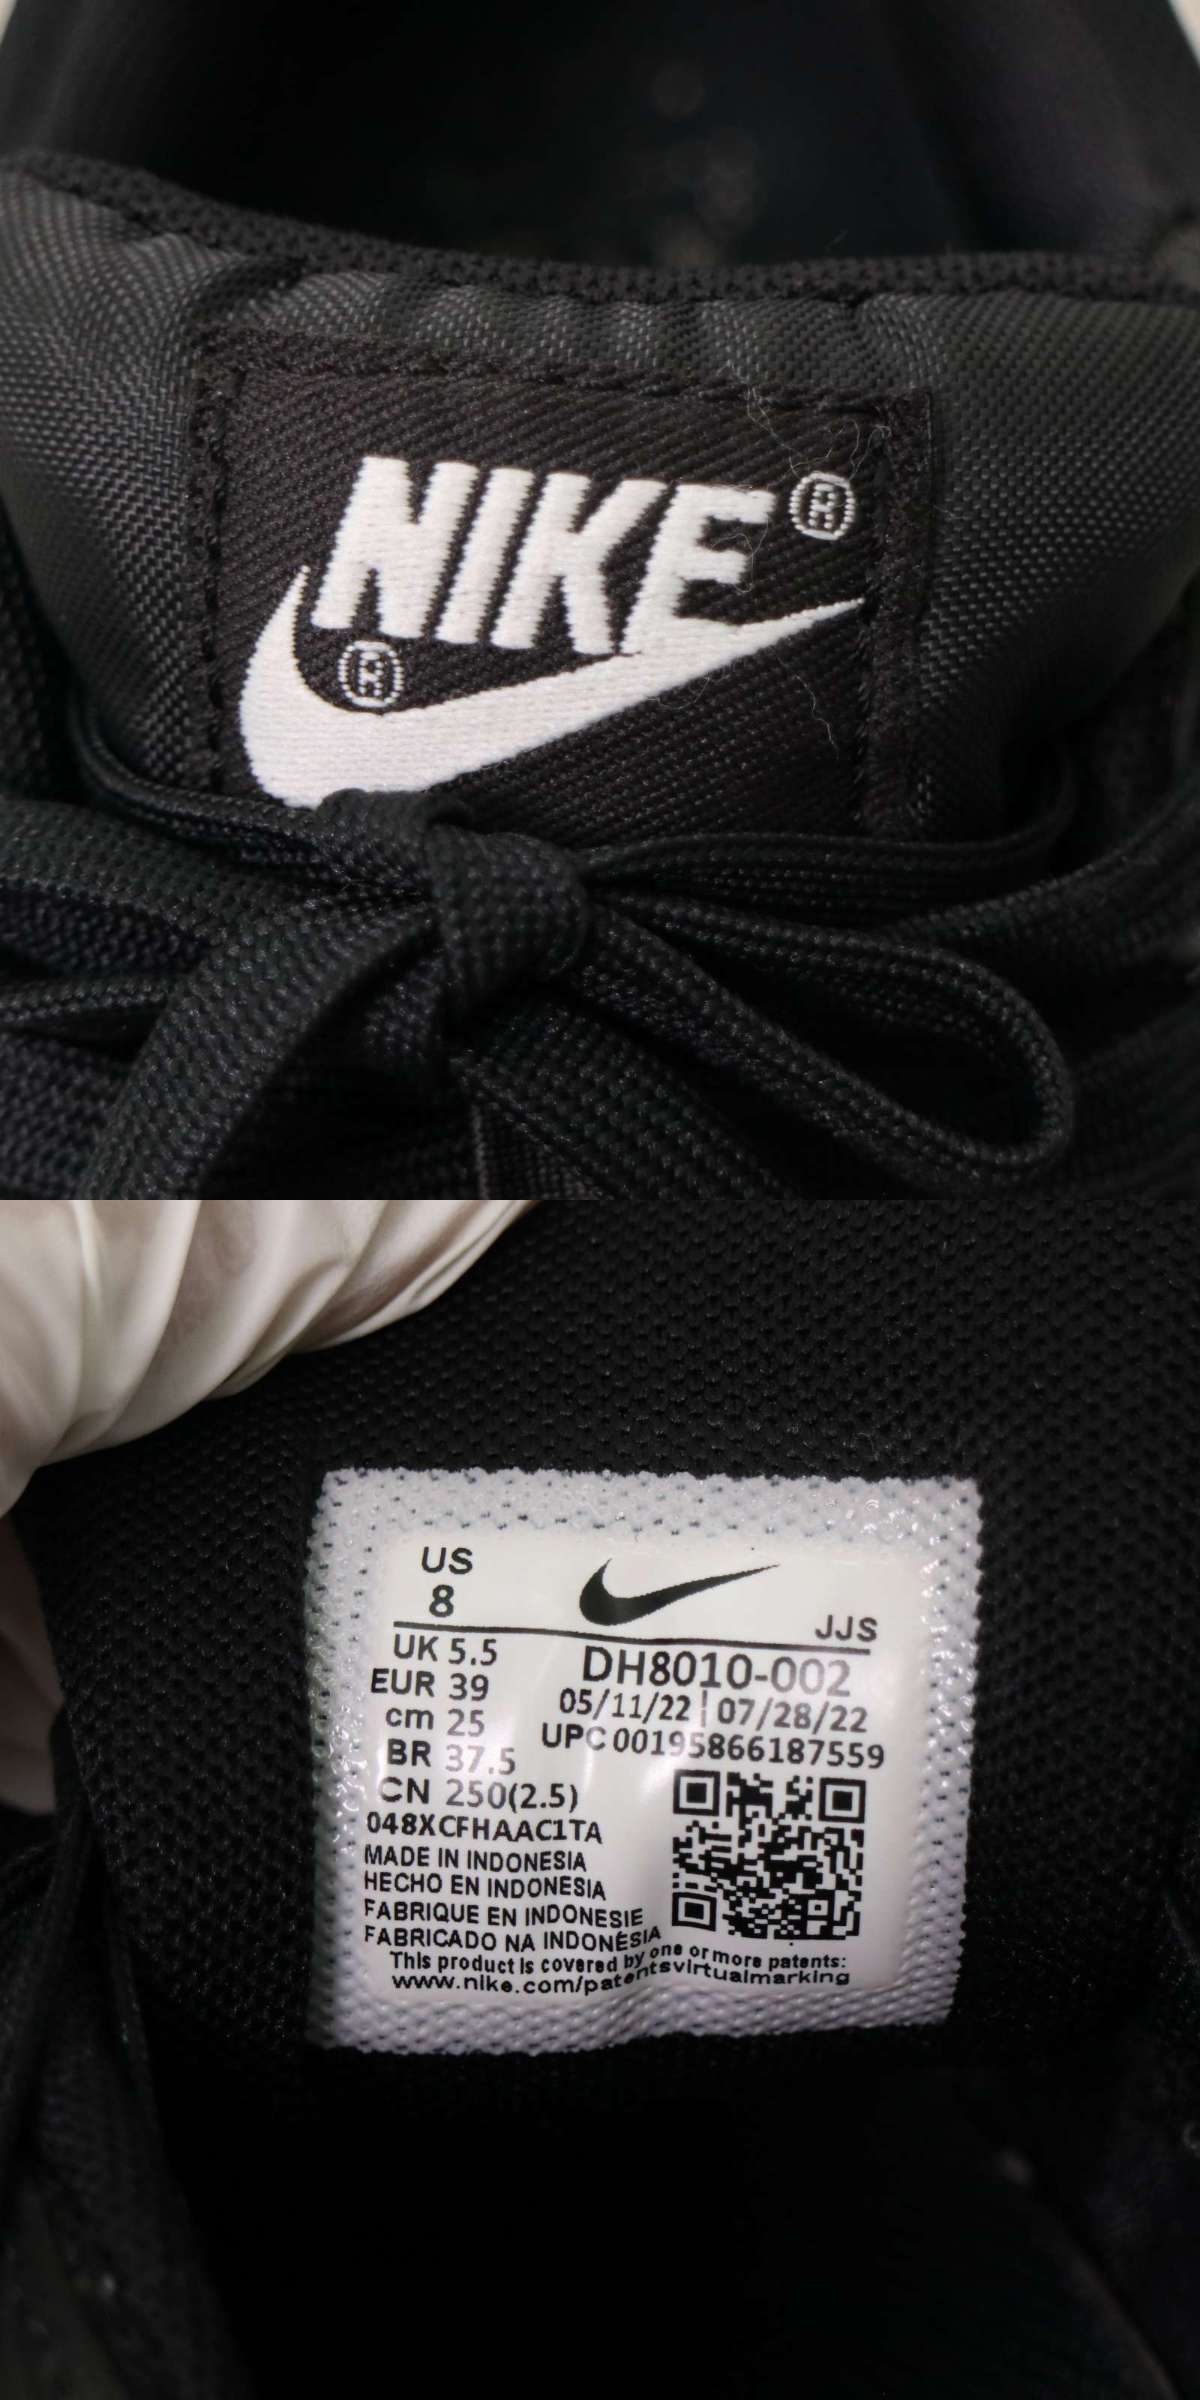 NIKE ®
®
US
8
JJS
UK 5.5
DH8010-002
EUR 39
05/11/22 | 07/28/22
cm 25
UPC 00195866187559
BR 37.5
CN 250(2.5)
048XCFHAAC1TA
MADE IN INDONESIA
HECHO EN INDONESIA
FABRIQUE EN INDONESIE
FABRICADO NA INDONÉSIA
This product is covered by one or more patents:
www.nike.com/patentsvirtualmarking